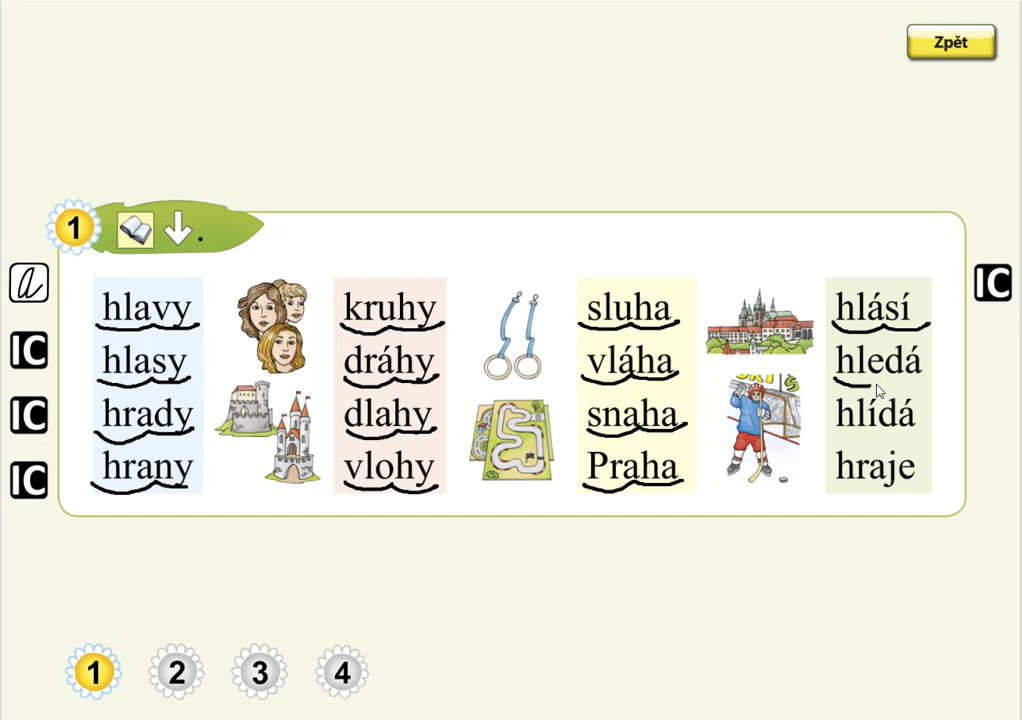 Zpět
1 .
a
IC
IC
IC
IC
hlavy
hlasy
hrady
hrany
kruhy
dráhy
dlahy
vlohy
sluha
vláha
snaha
Praha
hlásí
hledá
hlídá
hraje
1 2 3 4